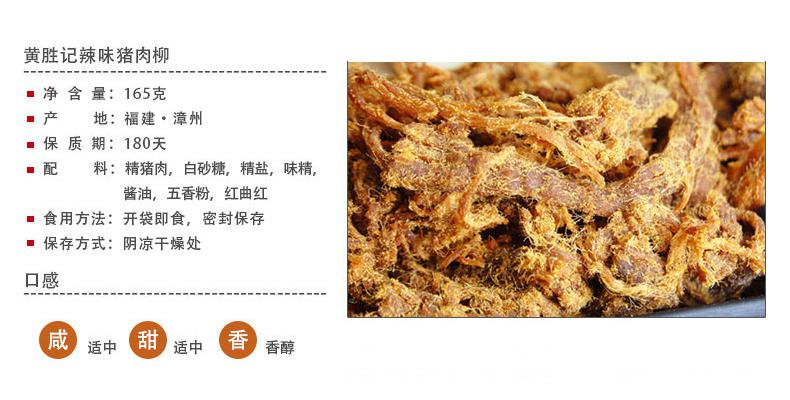 黄胜记辣味猪肉柳
净 含 量：165克
产 地：福建·漳州
保 质 期：180天
配 料：精猪肉，白砂糖，精盐，味精，
酱油，五香粉，红曲红
食用方法：开袋即食，密封保存
保存方式：阴凉干燥处
口感
咸 适中 甜 适中 香 香醇